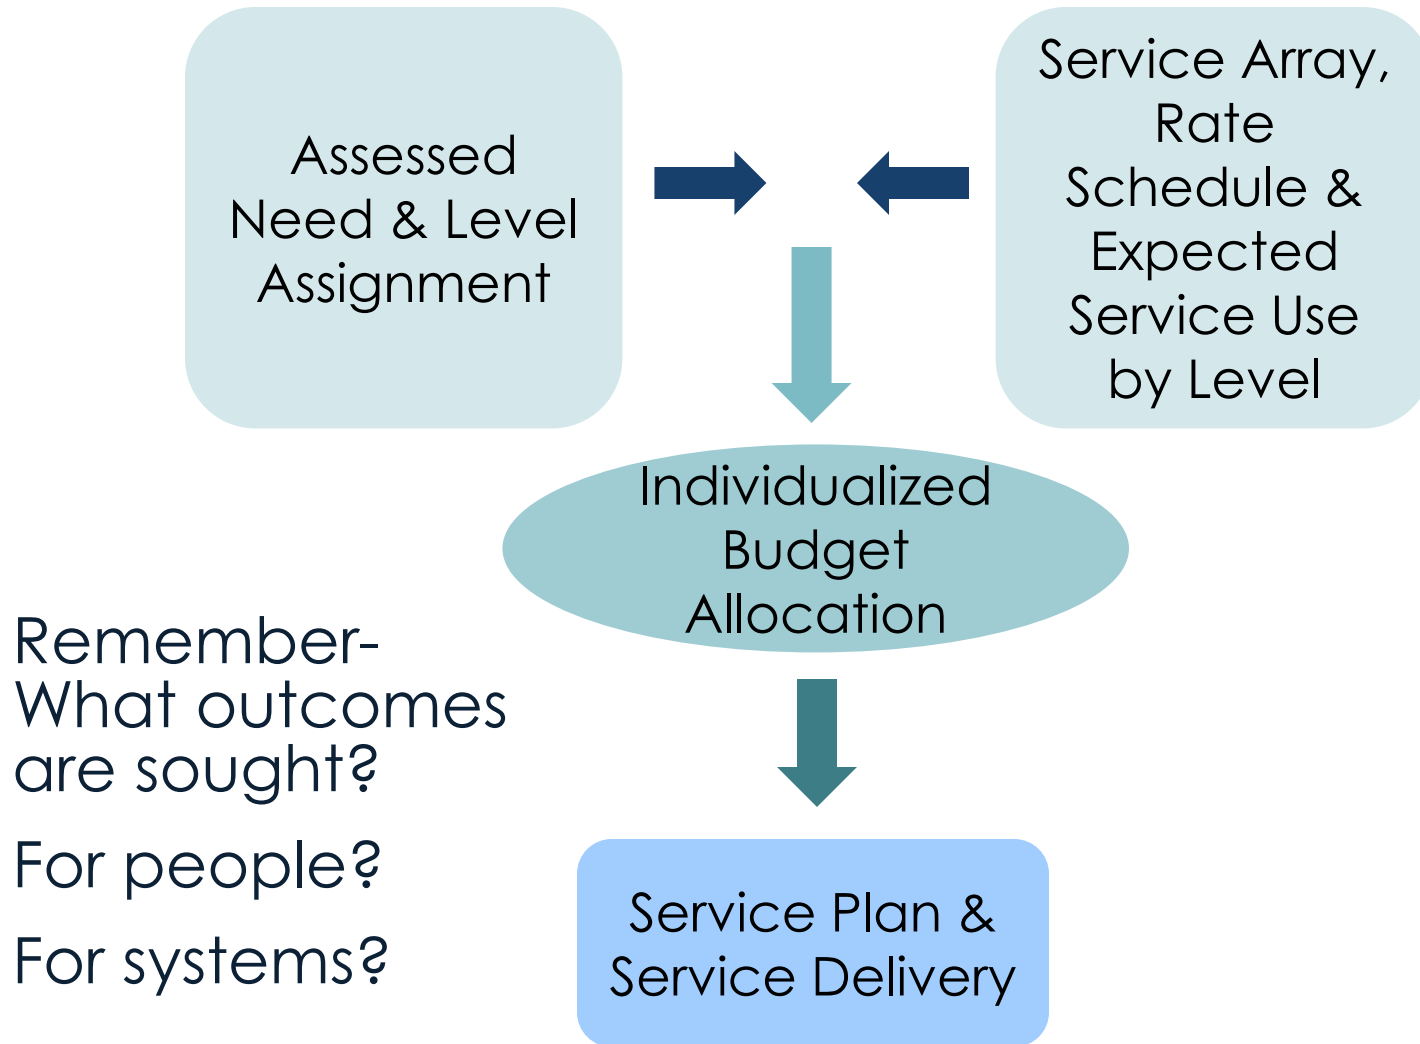 Assessed
Need & Level
Assignment
Service Array,
Rate
Schedule &
Expected
Service Use
by Level
Individualized
Budget
Allocation
Remember-
What outcomes
are sought?
For people?
For systems?
Service Plan &
Service Delivery